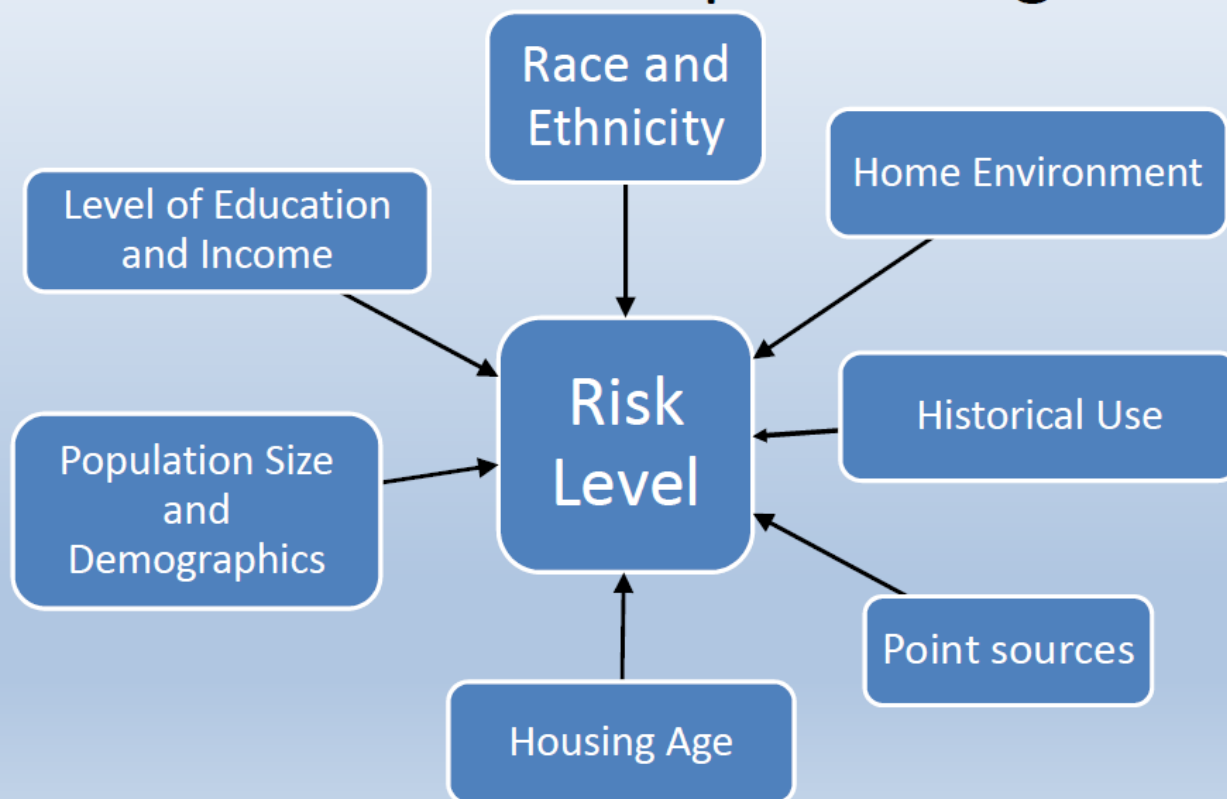 Race and
Ethnicity
Home Environment
Level of Education
and Income
Risk
Level
Historical Use
Population Size
and
Demographics
Point sources
Housing Age